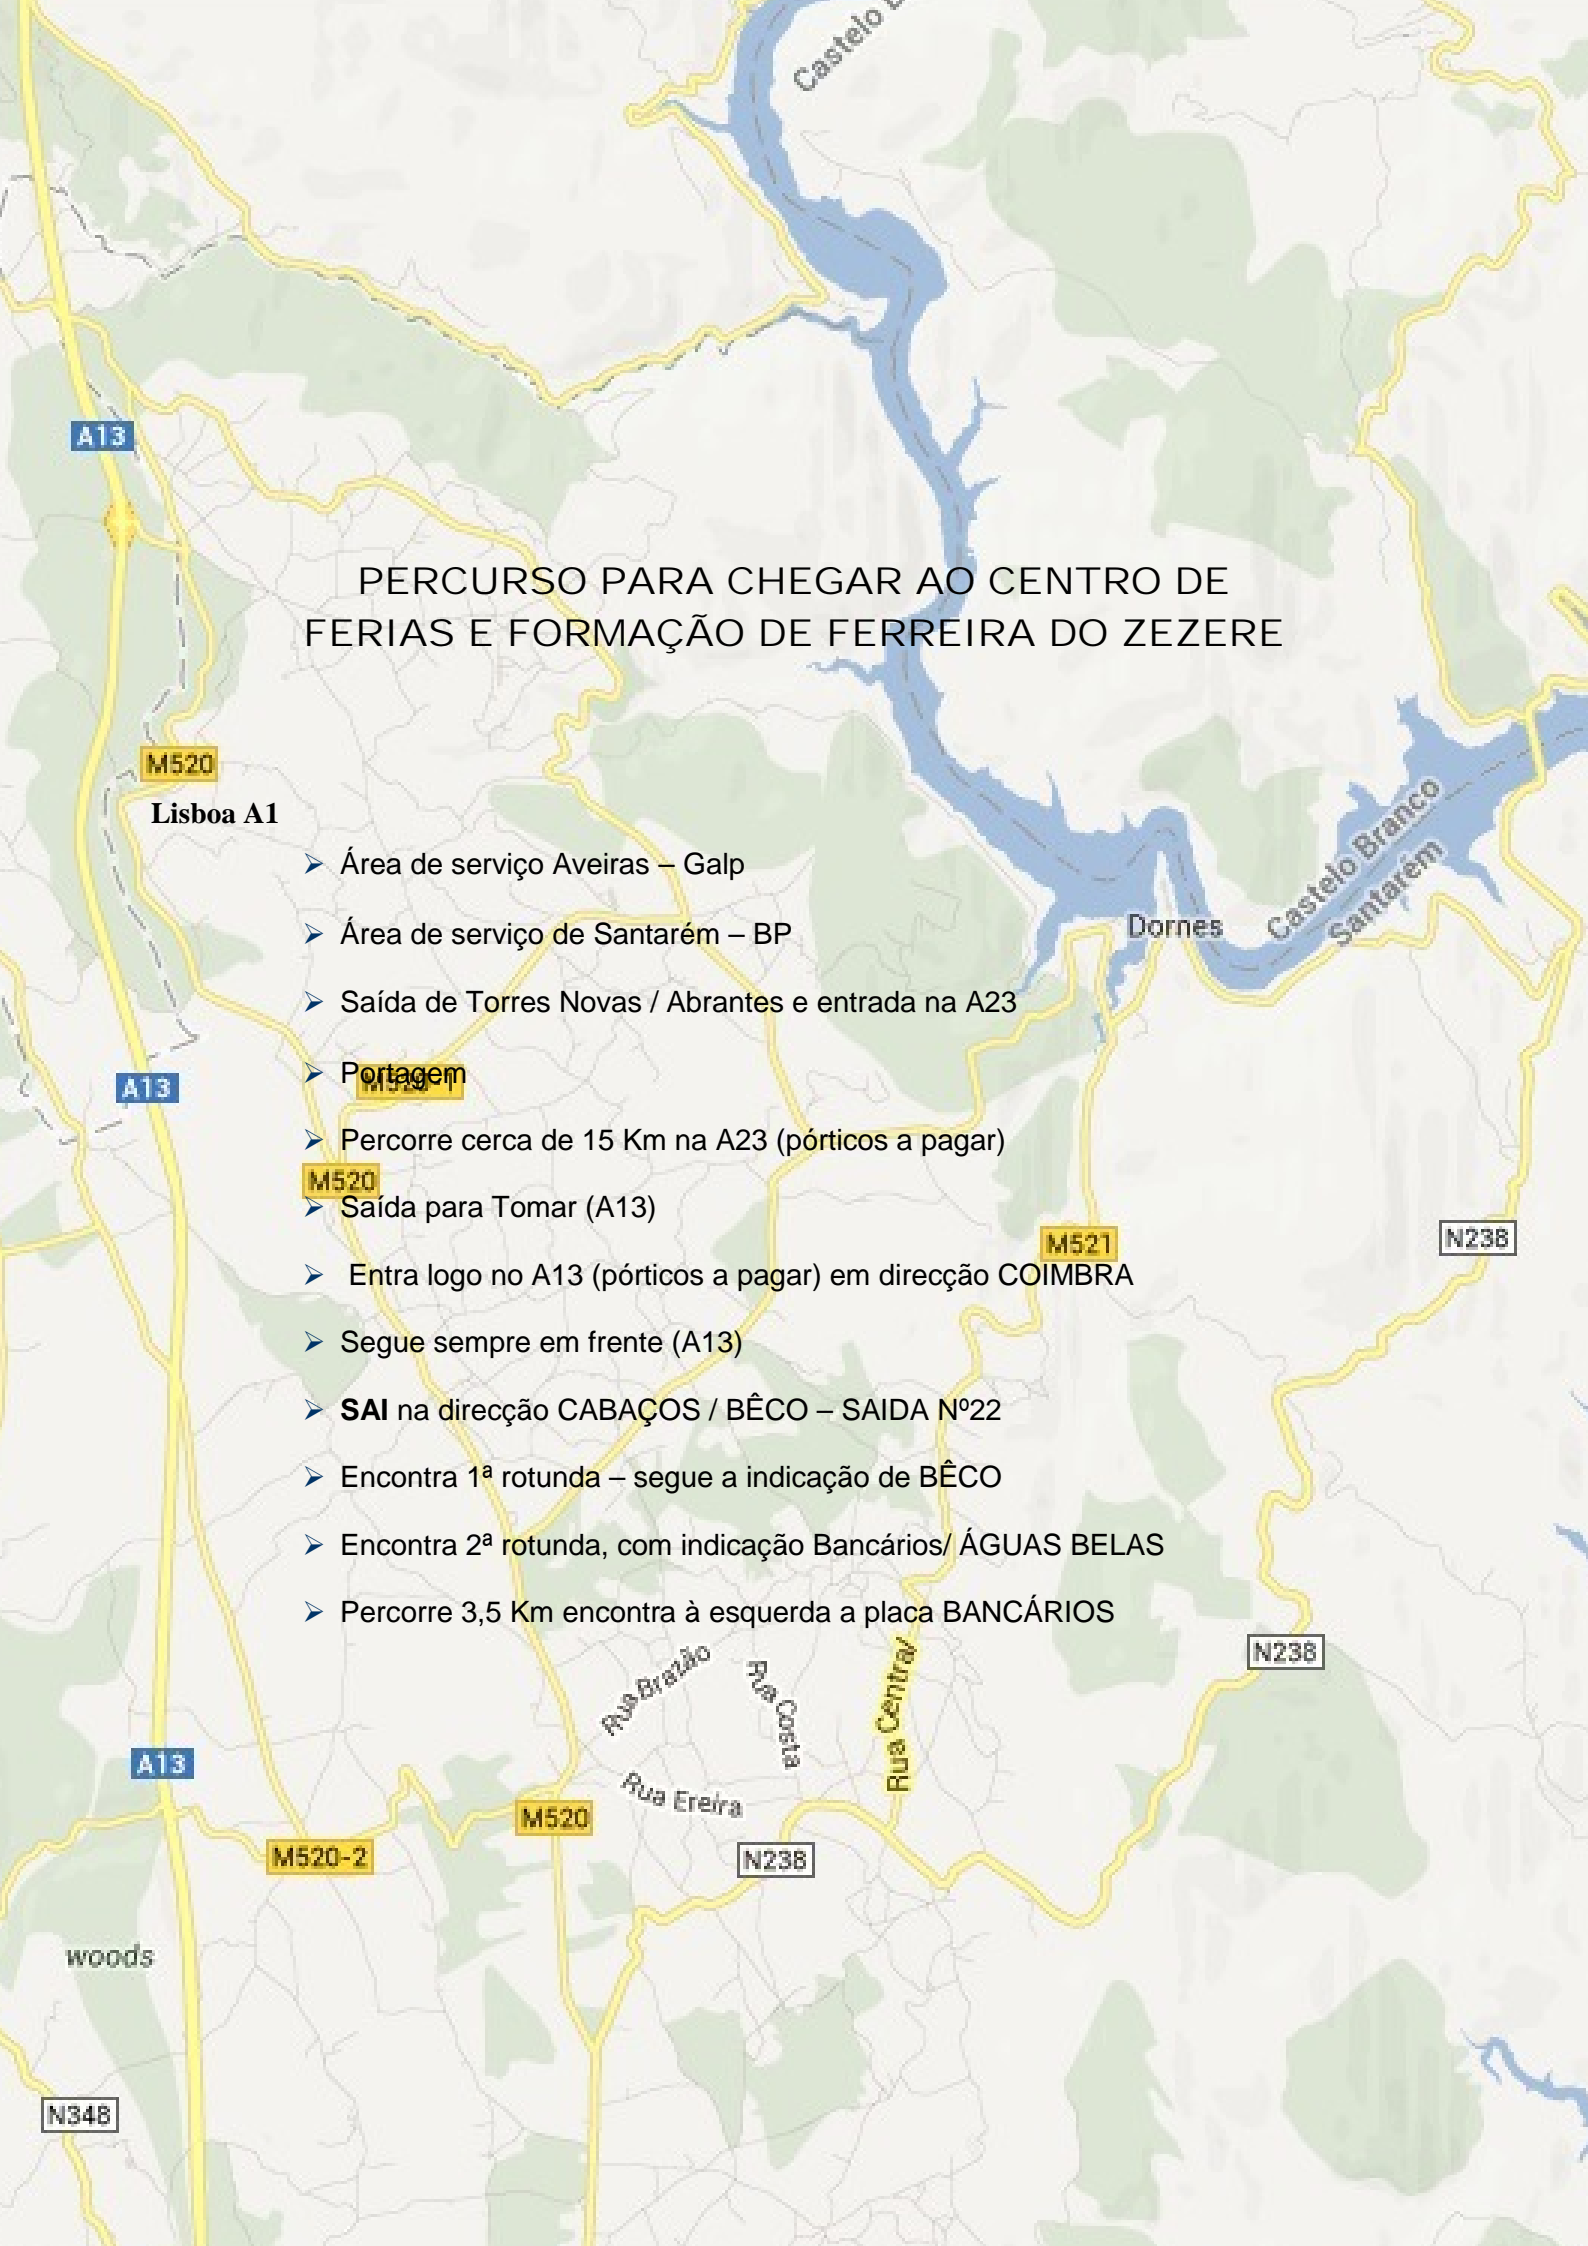 Castelo B
A13
PERCURSO PARA CHEGAR AO CENTRO DE
FERIAS E FORMAÇÃO DE FERREIRA DO ZEZERE
M520
Lisboa A1
Castelo Branco
Santarém
Área de serviço Aveiras – Galp
Dornes
Área de serviço de Santarém – BP
Saída de Torres Novas / Abrantes e entrada na A23
Portagem
A13
Percorre cerca de 15 Km na A23 (pórticos a pagar)
M520
Saída para Tomar (A13)
M521
N238
Entra logo no A13 (pórticos a pagar) em direcção COIMBRA
Segue sempre em frente (A13)
SAI na direcção CABAÇOS / BÊCO – SAIDA Nº22
Encontra 1ª rotunda – segue a indicação de BÊCO
Encontra 2ª rotunda, com indicação Bancários/ ÁGUAS BELAS
Percorre 3,5 Km encontra à esquerda a placa BANCÁRIOS
N238
Rua Brazão
Rua Costa
Rua Central
A13
Rua Ereira
M520
M520-2
N238
woods
N348